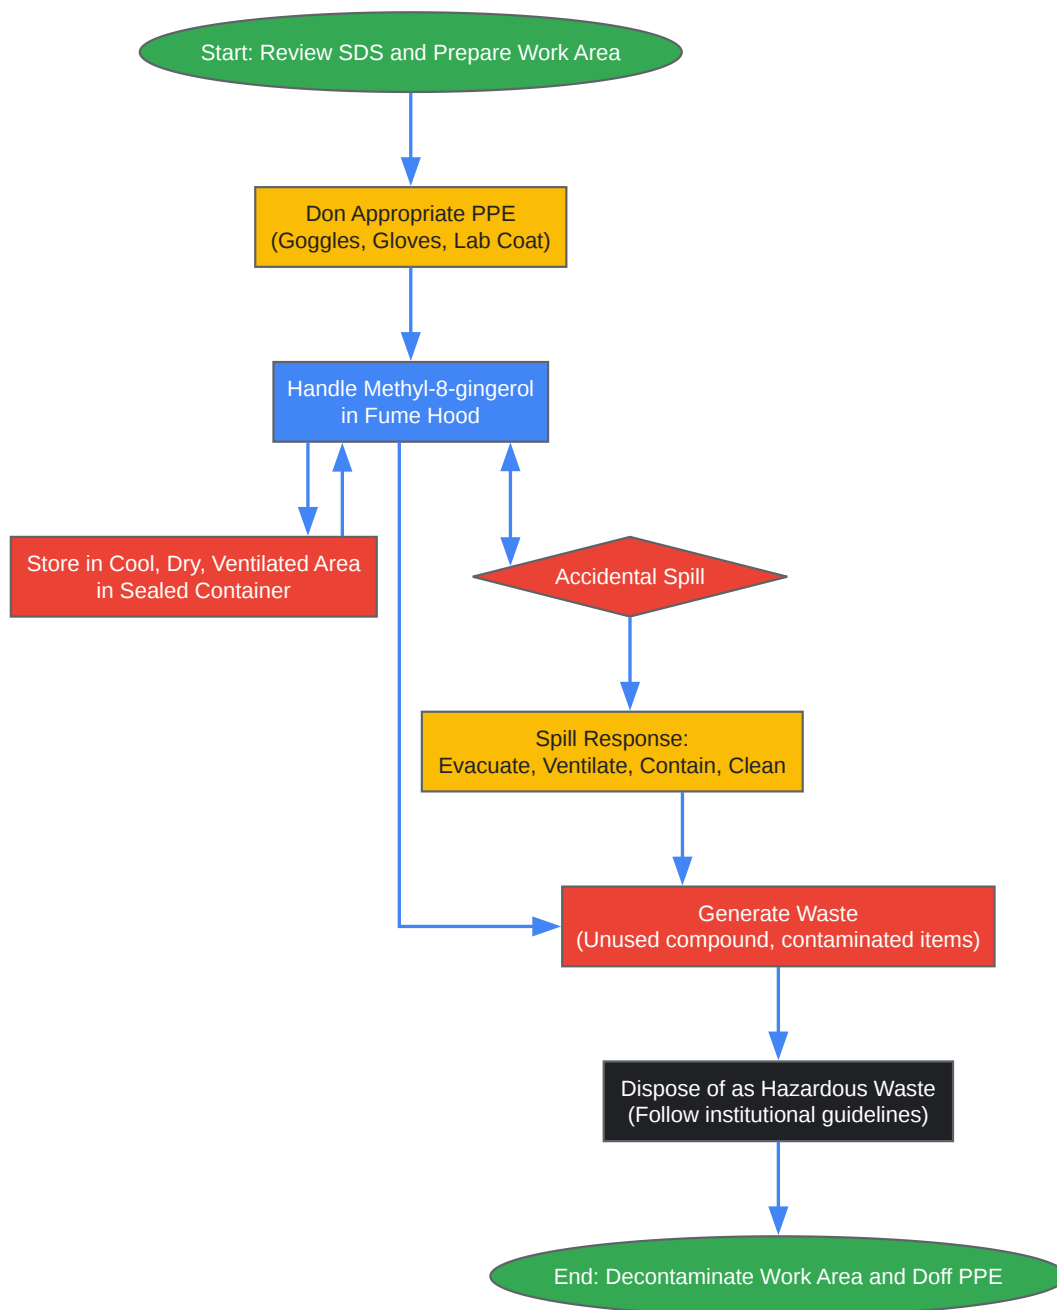 Start: Review SDS and Prepare Work Area
Don Appropriate PPE
(Goggles, Gloves, Lab Coat)
Handle Methyl-8-gingerol
in Fume Hood
Store in Cool, Dry, Ventilated Area
in Sealed Container
Accidental Spill
Spill Response:
Evacuate, Ventilate, Contain, Clean
Generate Waste
(Unused compound, contaminated items)
Dispose of as Hazardous Waste
(Follow institutional guidelines)
End: Decontaminate Work Area and Doff PPE